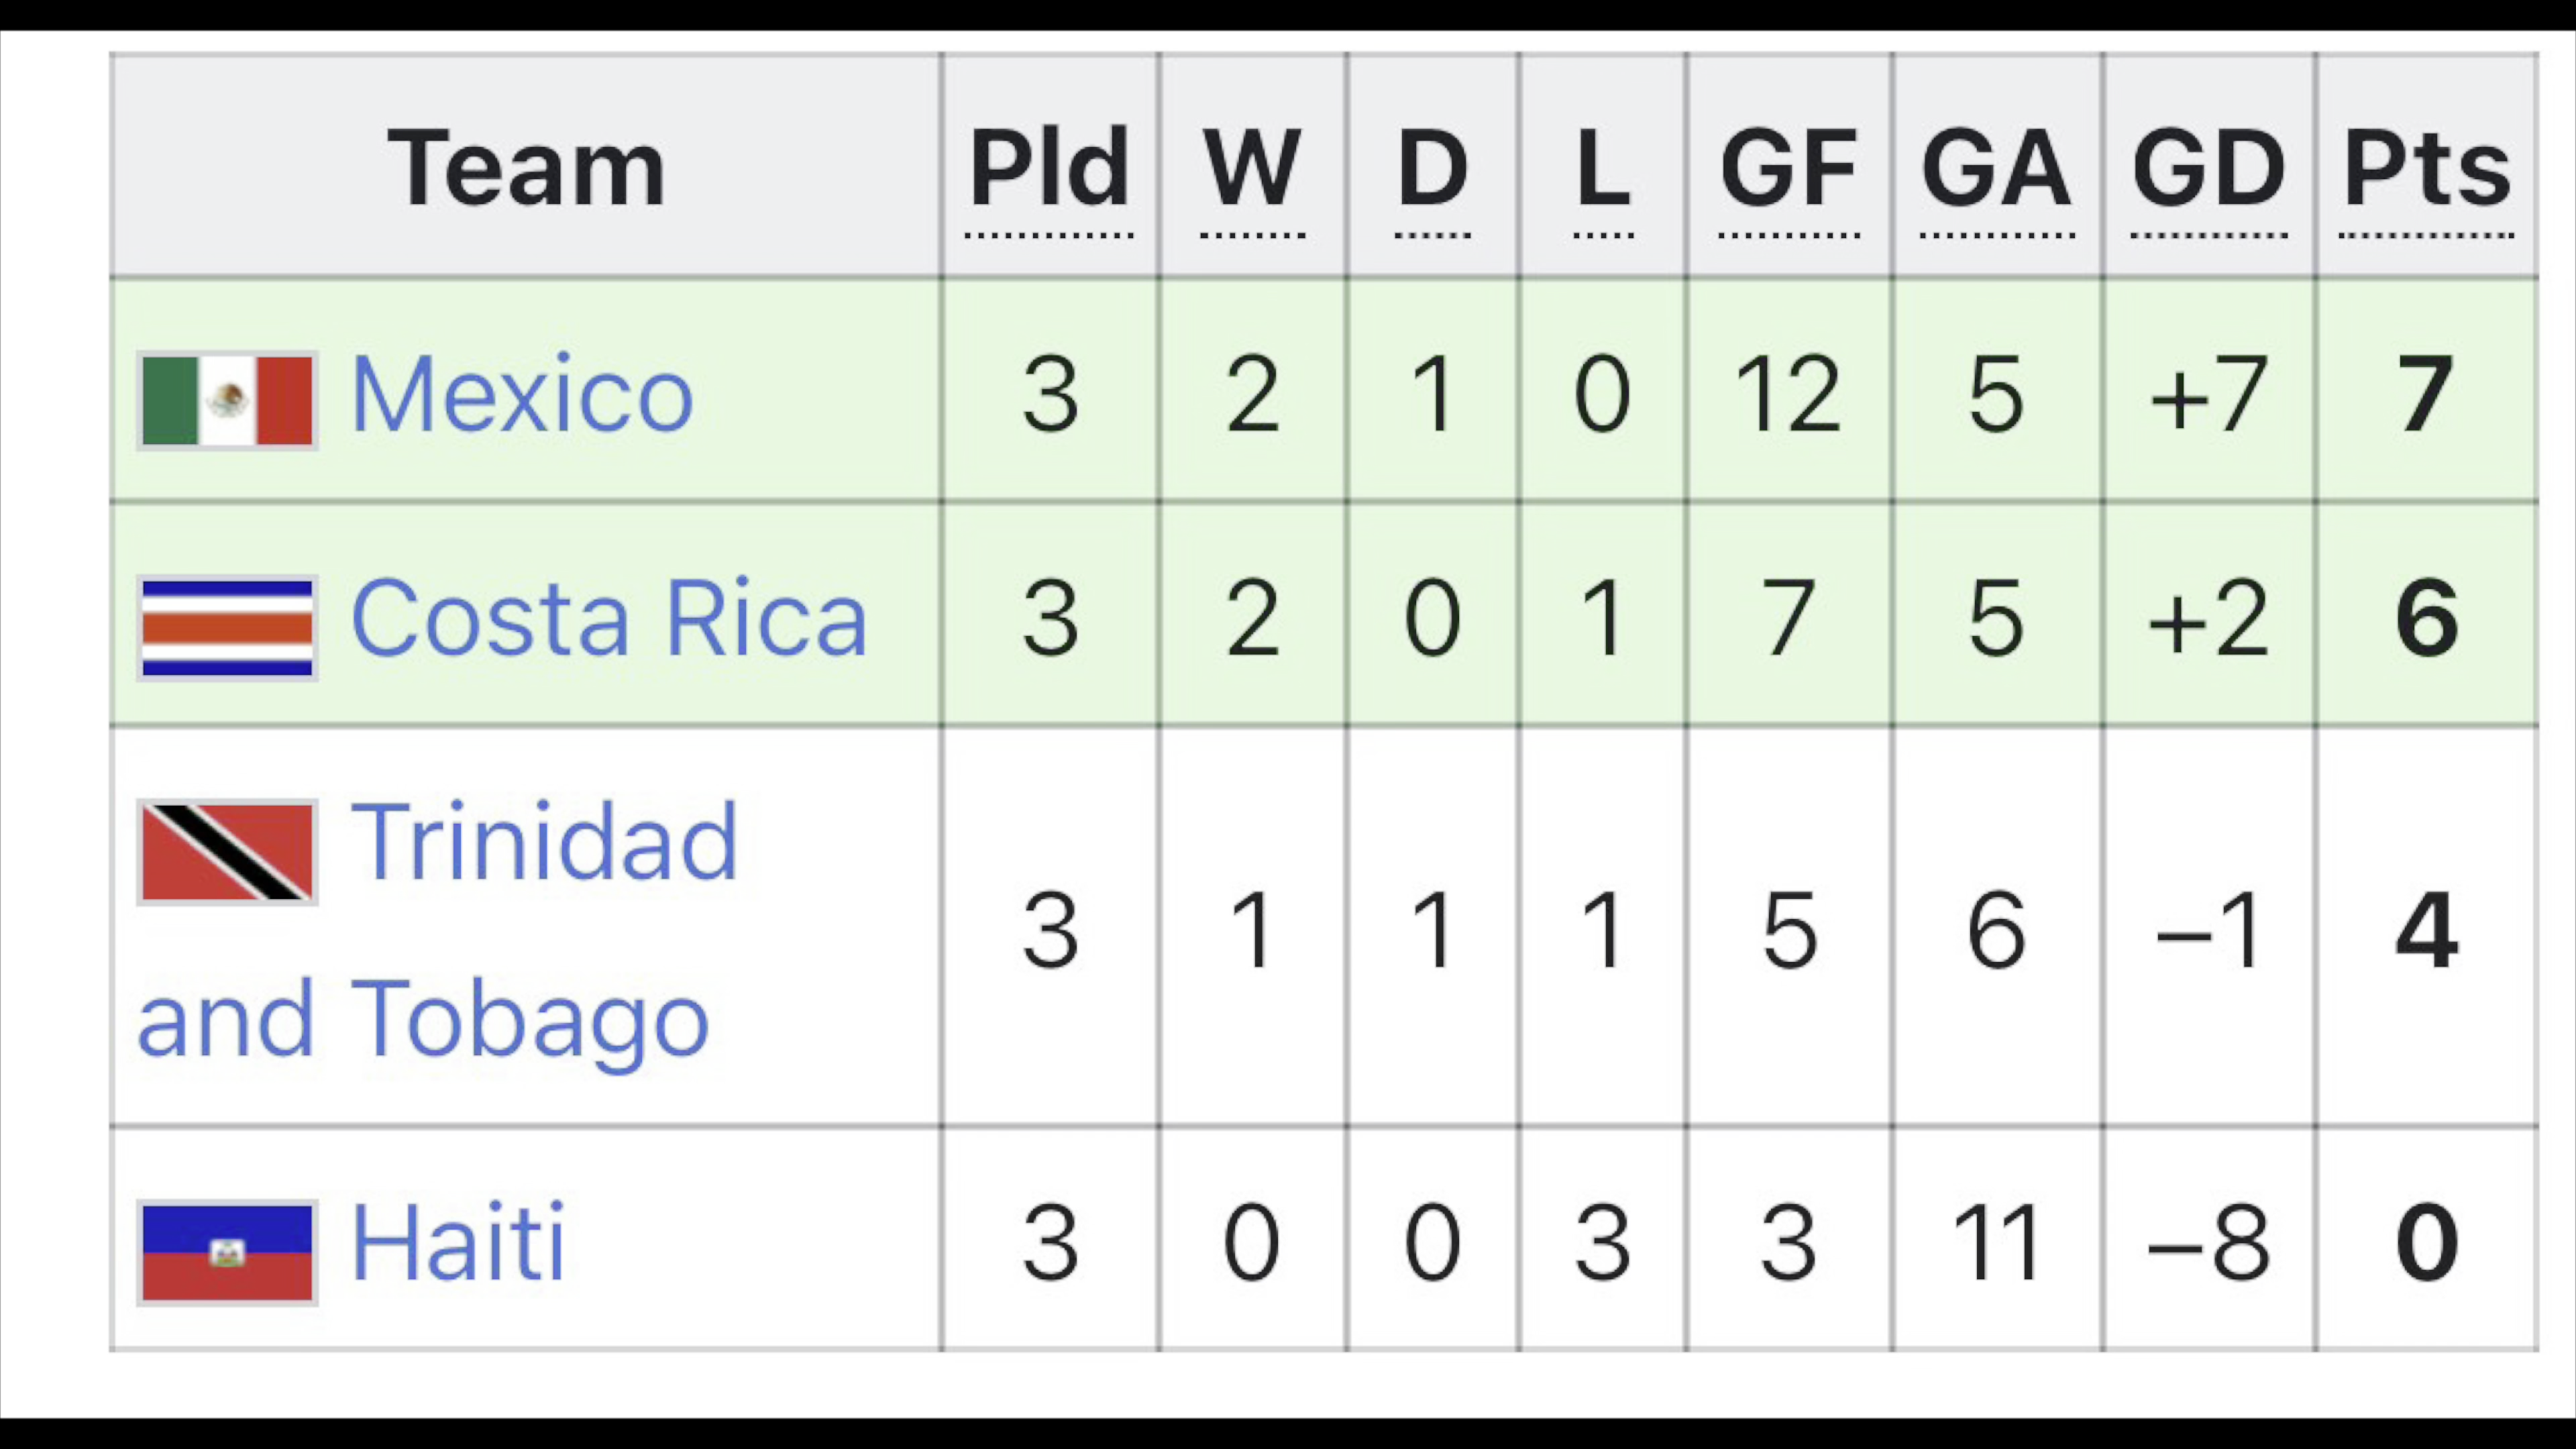 Team Pld W D L GF GA GD Pts
Mexico 3 2 1 0 12 5 +7 7
Costa Rica 3 2 0 1 7 5 +2 6
Trinidad
and Tobago 3 1 1 1 5 6 −1 4
Haiti 3 0 0 3 3 11 −8 0